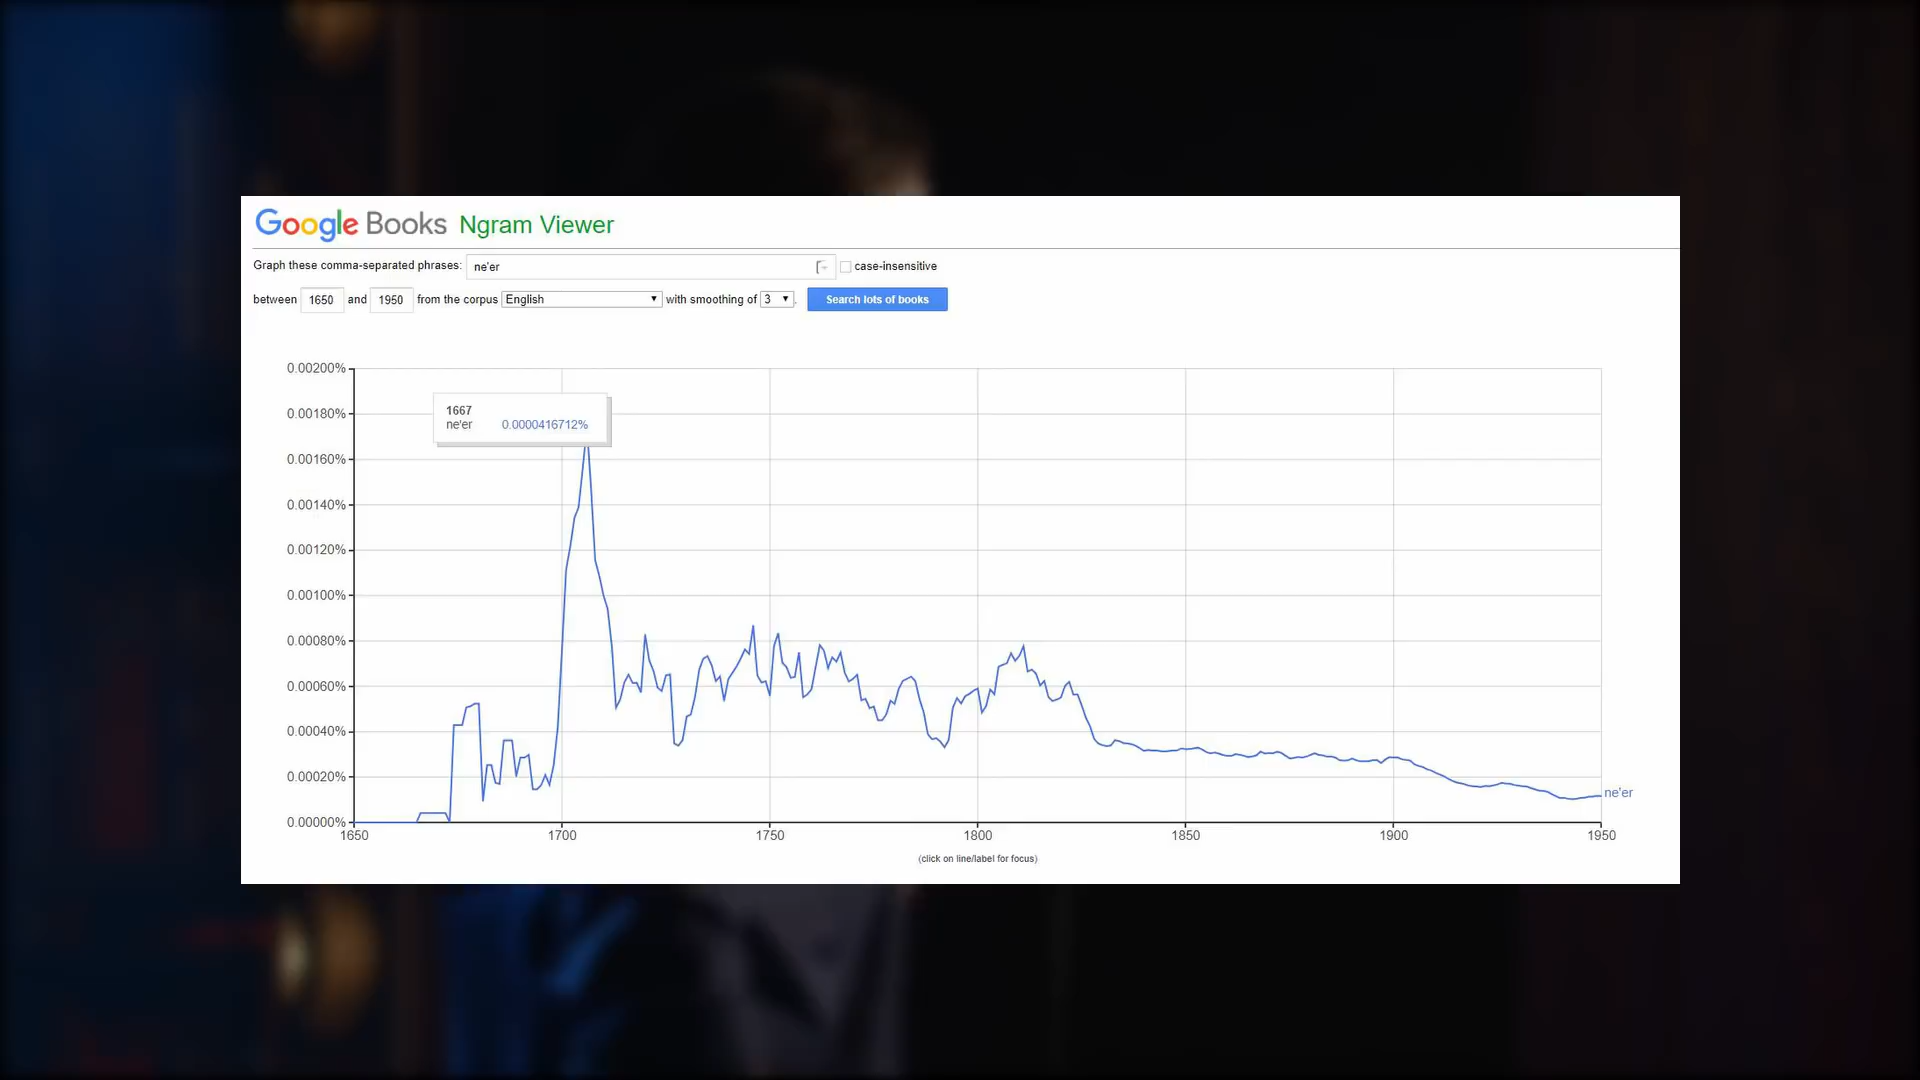 Google Books Ngram Viewer
Graph these comma-separated phrases: ne'er case-insensitive
between 1650 and 1950 from the corpus English with smoothing of 3 . Search lots of books
0.00200%
0.00180%
0.00160%
0.00140%
0.00120%
0.00100%
0.00080%
0.00060%
0.00040%
0.00020%
0.00000%
1667
ne'er 0.0000416712%
ne'er
1650 1700 1750 1800 1850 1900 1950
(click on line/label for focus)